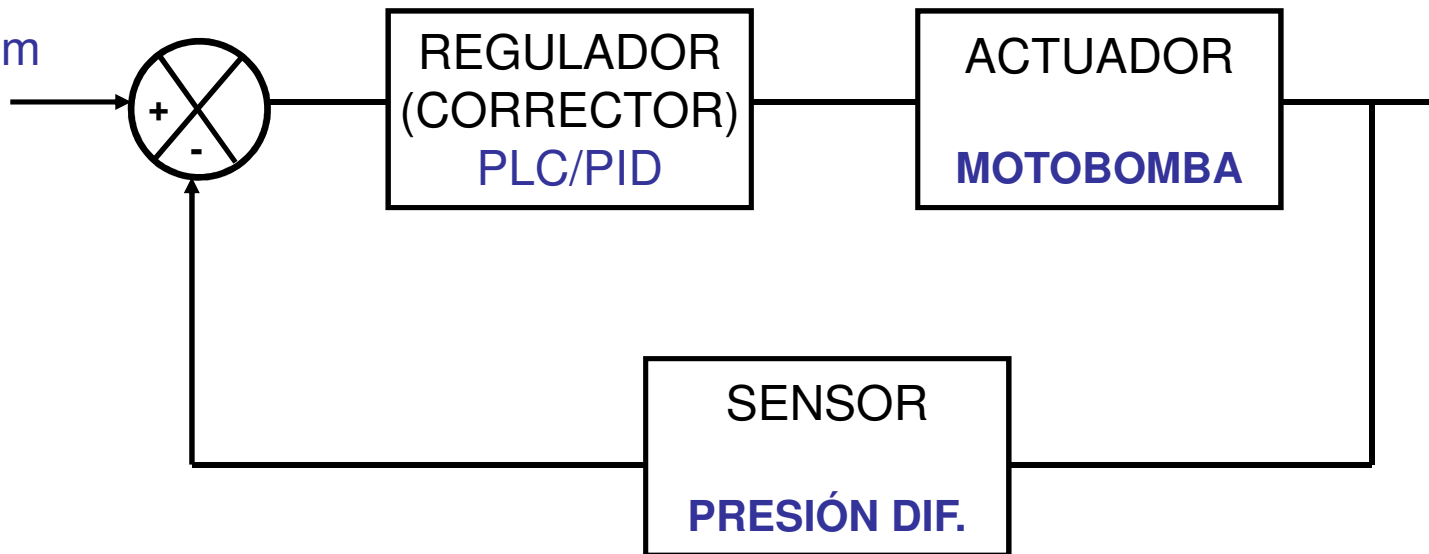 m
+
-
REGULADOR
(CORRECTOR)
PLC/PID
ACTUADOR
MOTOBOMBA
SENSOR
PRESIÓN DIF.